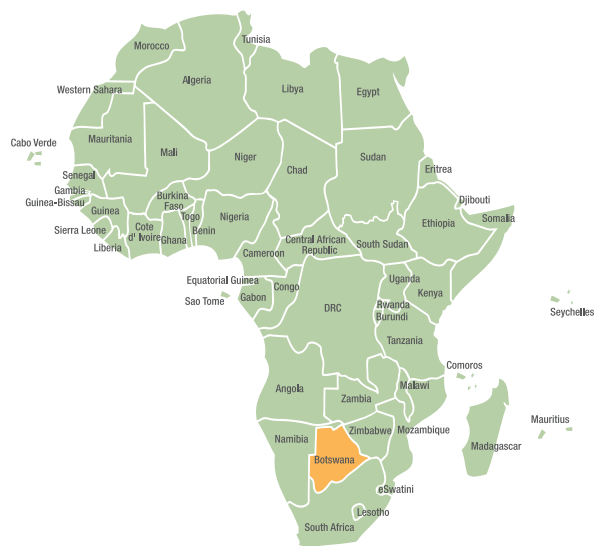 Tunisia
Morocco
Algeria
Libya
Egypt
Western Sahara
Mauritania
Cabo Verde
Mali
Niger
Chad
Sudan
Eritrea
Senegal
Gambia
Guinea-Bissau
Guinea
Burkina
Faso
Togo
Benin
Nigeria
Djibouti
Somalia
Ethiopia
Sierra Leone
Liberia
Cote
d' Ivoire
Ghana
Cameroon
Central African
Republic
South Sudan
Equatorial Guinea
Sao Tome
Gabon
Congo
DRC
Uganda
Kenya
Rwanda
Burundi
Seychelles
Tanzania
Comoros
Angola
Zambia
Malawi
Mozambique
Mauritius
Madagascar
Namibia
Zimbabwe
Botswana
eSwatini
Lesotho
South Africa